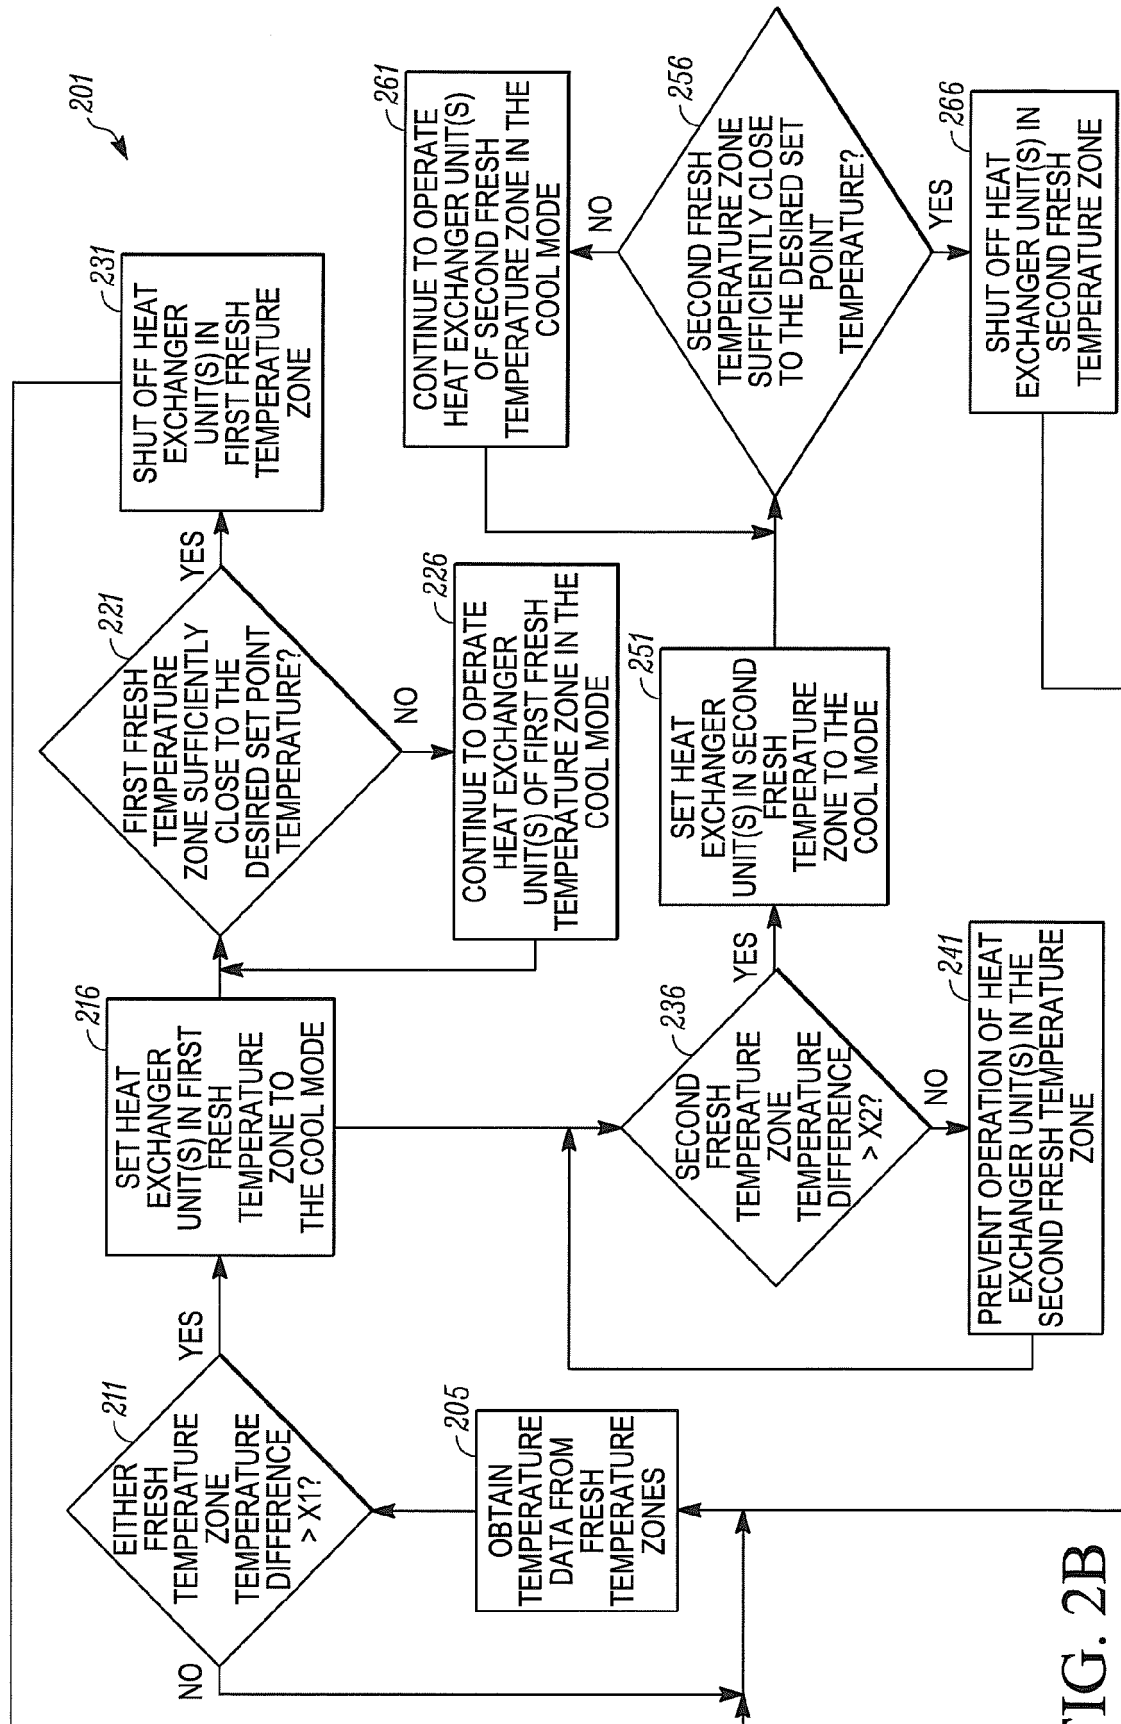 201
211
EITHER
FRESH
TEMPERATURE
ZONE
TEMPERATURE
DIFFERENCE
> X1?
NO
YES
205
OBTAIN
TEMPERATURE
DATA FROM
FRESH
TEMPERATURE
ZONES
216
SET HEAT
EXCHANGER
UNIT(S) IN FIRST
FRESH
TEMPERATURE
ZONE TO
THE COOL MODE
221
FIRST FRESH
TEMPERATURE
ZONE SUFFICIENTLY
CLOSE TO THE
DESIRED SET POINT
TEMPERATURE?
YES
NO
231
SHUT OFF HEAT
EXCHANGER
UNIT(S) IN
FIRST FRESH
TEMPERATURE
ZONE
226
CONTINUE TO OPERATE
HEAT EXCHANGER
UNIT(S) OF FIRST FRESH
TEMPERATURE ZONE IN THE
COOL MODE
236
SECOND
FRESH
TEMPERATURE
ZONE
TEMPERATURE
DIFFERENCE
> X2?
YES
NO
241
PREVENT OPERATION OF HEAT
EXCHANGER UNIT(S) IN THE
SECOND FRESH TEMPERATURE
ZONE
251
SET HEAT
EXCHANGER
UNIT(S) IN SECOND
FRESH
TEMPERATURE
ZONE TO THE
COOL MODE
261
CONTINUE TO OPERATE
HEAT EXCHANGER UNIT(S)
OF SECOND FRESH
TEMPERATURE ZONE IN THE
COOL MODE
NO
256
SECOND FRESH
TEMPERATURE ZONE
SUFFICIENTLY CLOSE
TO THE DESIRED SET
POINT
TEMPERATURE?
YES
266
SHUT OFF HEAT
EXCHANGER UNIT(S) IN
SECOND FRESH
TEMPERATURE ZONE
FIG. 2B